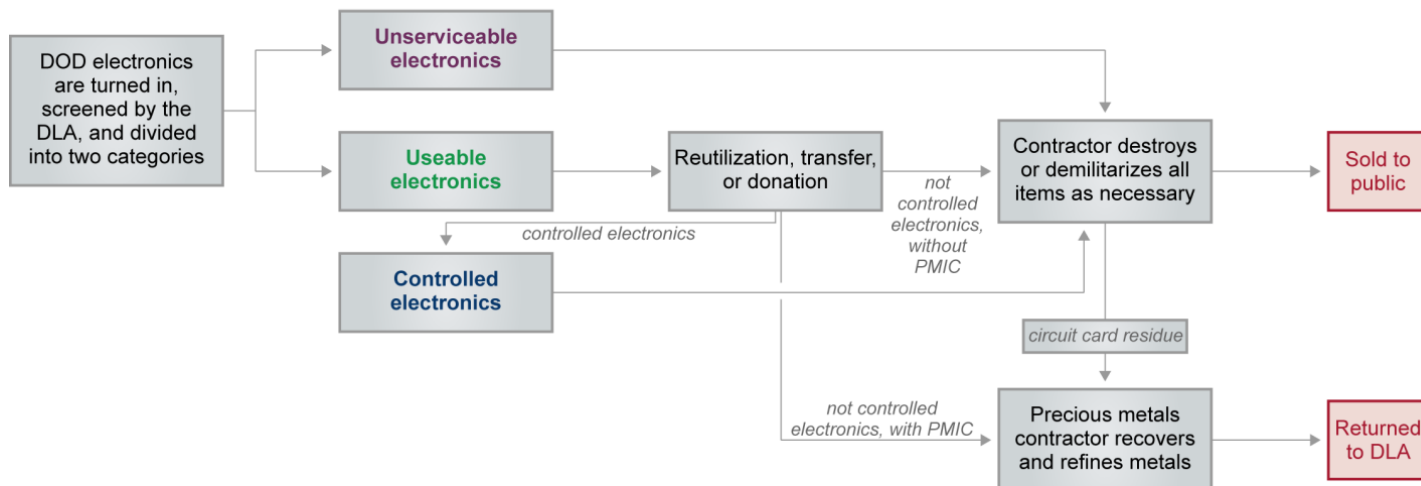 DOD electronics
are turned in,
screened by the
DLA, and divided
into two categories
Unserviceable
electronics
Useable
electronics
Controlled
electronics
Reutilization, transfer,
or donation
controlled electronics
not
controlled
electronics,
without
PMIC
not controlled
electronics, with PMIC
Contractor destroys
or demilitarizes all
items as necessary
circuit card residue
Precious metals
contractor recovers
and refines metals
Sold to
public
Returned
to DLA